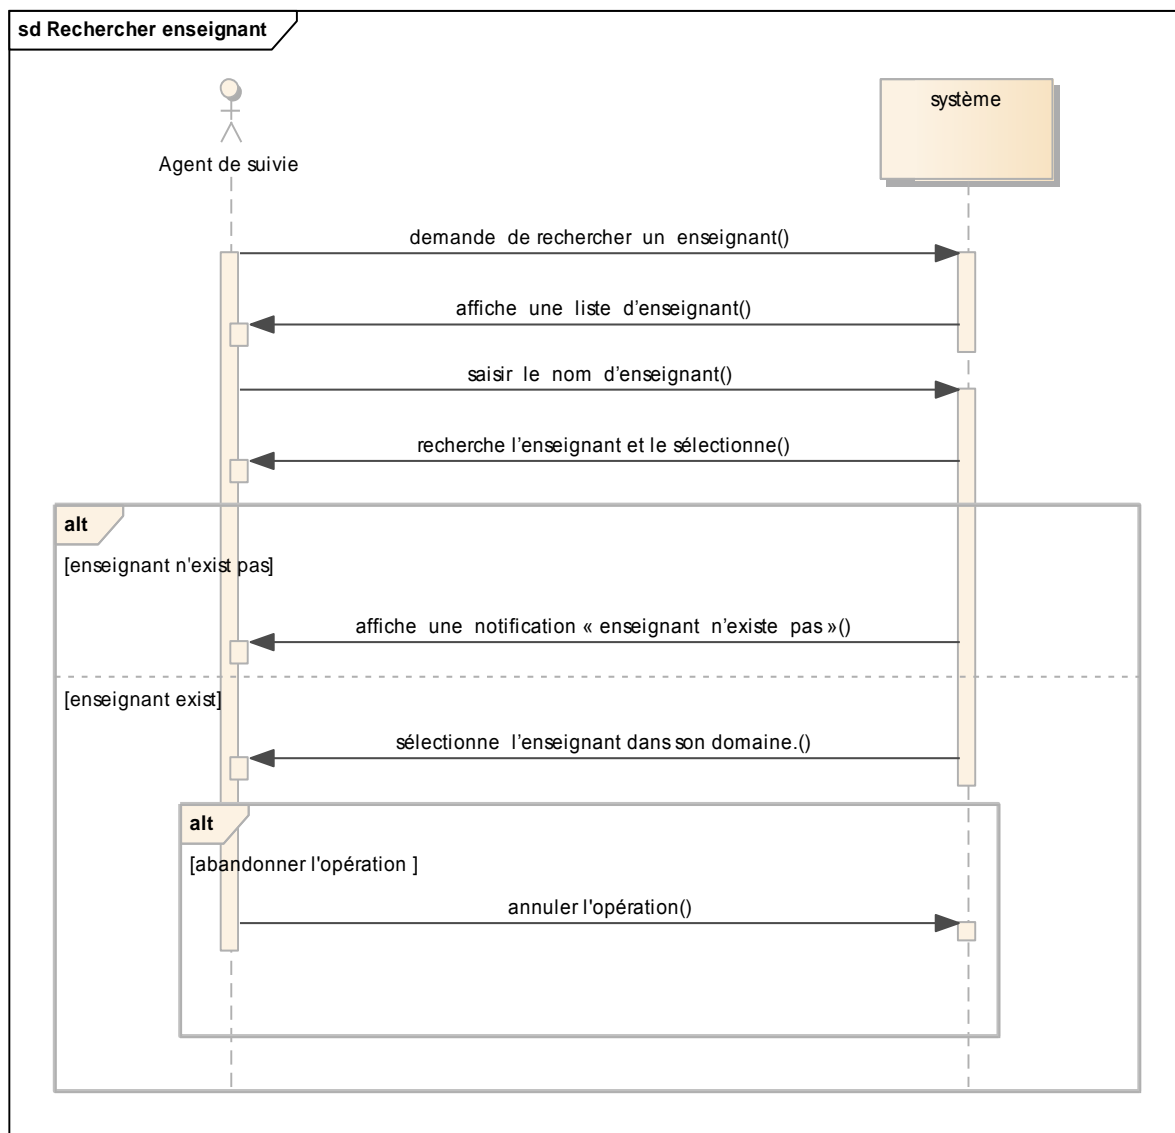 sd Rechercher enseignant
système
Agent de suivie
demande de rechercher un enseignant()
affiche une liste d’enseignant()
saisir le nom d’enseignant()
recherche l’enseignant et le sélectionne()
alt
[enseignant n'exist pas]
affiche une notification « enseignant n’existe pas »()
[enseignant exist]
sélectionne l’enseignant dans son domaine.()
alt
[abandonner l'opération ]
annuler l'opération()